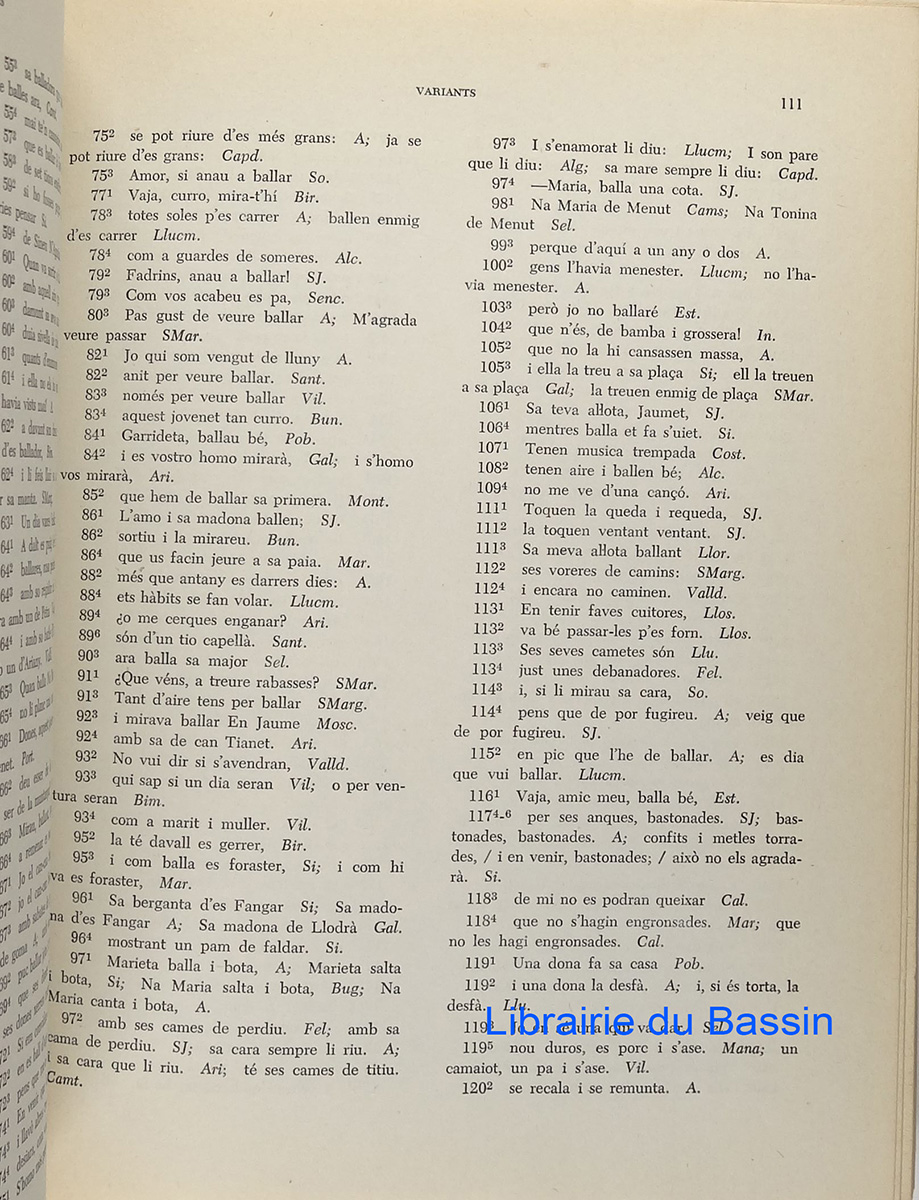 VARIANTS
111
75² se pot riure d'es més grans: A; ja se
pot riure d'es grans: Capd.
75³ Amor, si anau a ballar So.
77¹ Vaja, curro, mira-t'hí Bir.
78³ totes soles p'es carrer A; ballen enmig
d'es carrer Llucm.
78⁴ com a guardes de someres. Alc.
79² Fadrins, anau a ballar! SJ.
79³ Com vos acabeu es pa, Senc.
80³ Pas gust de veure ballar A; M'agrada
veure passar SMar.
82¹ Jo qui som vengut de lluny A.
82² anit per veure ballar. Sant.
83³ només per veure ballar Vil.
83⁴ aquest jovenet tan curro. Bun.
84¹ Garrideta, ballau bé, Pob.
84² i es vostro homo mirarà, Gal; i s'homo
vos mirarà, Ari.
85² que hem de ballar sa primera. Mont.
86¹ L'amo i sa madona ballen; SJ.
86² sortiu i la mirareu. Bun.
86⁴ que us facin jeure a sa paia. Mar.
88² més que antany es darrers dies: A.
88⁴ ets hàbits se fan volar. Llucm.
89⁴ ¿o me cerques enganar? Ari.
89⁶ són d'un tio capellà. Sant.
90³ ara balla sa major Sel.
91¹ ¿Que véns, a treure rabasses? SMar.
91³ Tant d'aire tens per ballar SMarg.
92³ i mirava ballar En Jaume Mosc.
92⁴ amb sa de can Tianet. Ari.
93² No vui dir si s'avendran, Valld.
93³ qui sap si un dia seran Vil; o per ven-
tura seran Bim.
93⁴ com a marit i muller. Vil.
95² la té davall es gerrer, Bir.
95³ i com balla es foraster, Si; i com hi
va es foraster, Mar.
96¹ Sa berganta d'es Fangar Si; Sa mado-
na d'es Fangar A; Sa madona de Llodrà Gal.
96⁴ mostrant un pam de faldar. Si.
97¹ Marieta balla i bota, A; Marieta salta
i bota, Si; Na Maria salta i bota, Bug; Na
Maria canta i bota, A.
97² amb ses cames de perdiu. Fel; amb sa
cama de perdiu. SJ; sa cara sempre li riu. A;
i sa cara que li riu. Ari; té ses cames de titiu.
Camt.
97³ I s'enamorat li diu: Llucm; I son pare
que li diu: Alg; sa mare sempre li diu: Capd.
97⁴ —Maria, balla una cota. SJ.
98¹ Na Maria de Menut Cams; Na Tonina
de Menut Sel.
99³ perque d'aquí a un any o dos A.
100² gens l'havia menester. Llucm; no l'ha-
via menester. A.
103³ però jo no ballaré Est.
104² que n'és, de bamba i grossera! In.
105² que no la hi cansassen massa, A.
105³ i ella la treu a sa plaça Si; ell la treuen
a sa plaça Gal; la treuen enmig de plaça SMar.
106¹ Sa teva aŀlota, Jaumet, SJ.
106⁴ mentres balla et fa s'uiet. Si.
107¹ Tenen musica trempada Cost.
108² tenen aire i ballen bé; Alc.
109⁴ no me ve d'una cançó. Ari.
111¹ Toquen la queda i requeda, SJ.
111² la toquen ventant ventant. SJ.
111³ Sa meva aŀlota ballant Llor.
112² ses voreres de camins: SMarg.
112⁴ i encara no caminen. Valld.
113¹ En tenir faves cuitores, Llos.
113² va bé passar-les p'es forn. Llos.
113³ Ses seves cametes són Llu.
113⁴ just unes debanadores. Fel.
114³ i, si li mirau sa cara, So.
114⁴ pens que de por fugireu. A; veig que
de por fugireu. SJ.
115² en pic que l'he de ballar. A; es dia
que vui ballar. Llucm.
116¹ Vaja, amic meu, balla bé, Est.
117⁴-⁶ per ses anques, bastonades. SJ; bas-
tonades, bastonades. A; confits i metles torra-
des, / i en venir, bastonades; / això no els agrada-
rà. Si.
118³ de mi no es podran queixar Cal.
118⁴ que no s'hagin engronsades. Mar; que
no les hagi engronsades. Cal.
119¹ Una dona fa sa casa Pob.
119² i una dona la desfà. A; i, si és torta, la
desfà. Llu.
Librairie du Bassin
119⁵ nou duros, es porc i s'ase. Mana; un
camaiot, un pa i s'ase. Vil.
120² se recala i se remunta. A.